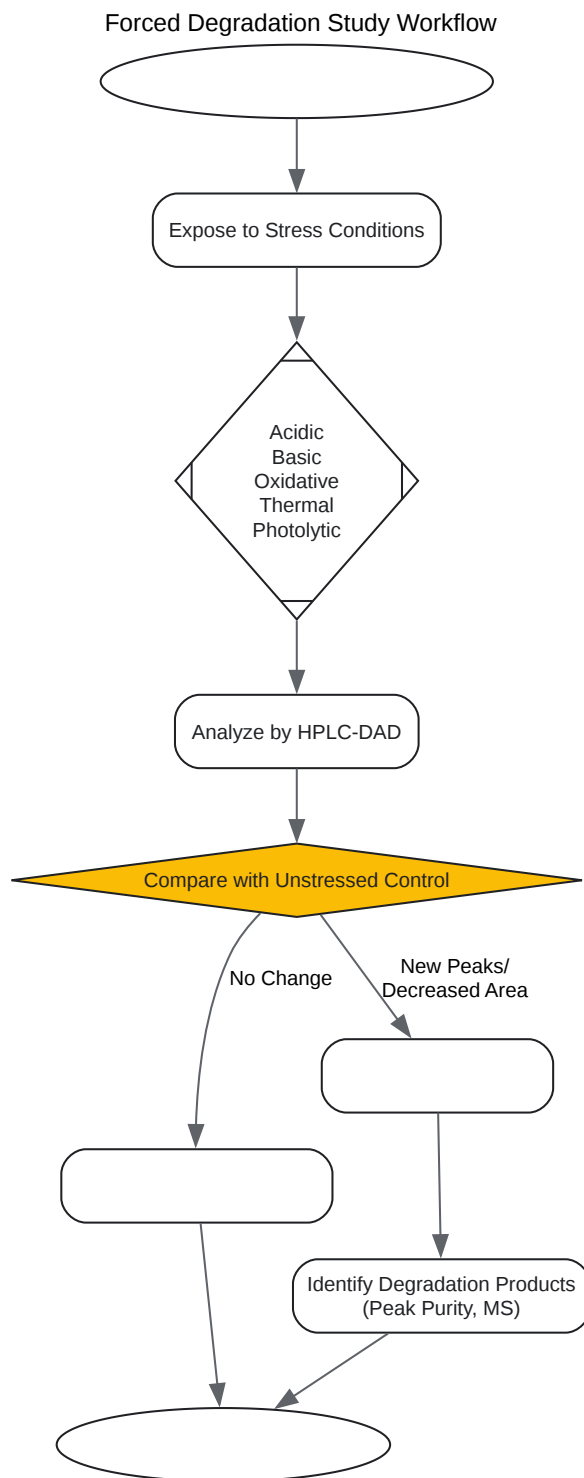 Forced Degradation Study Workflow
Expose to Stress Conditions
Acidic
Basic
Oxidative
Thermal
Photolytic
Analyze by HPLC-DAD
Compare with Unstressed Control
No Change
New Peaks/
Decreased Area
Identify Degradation Products
(Peak Purity, MS)